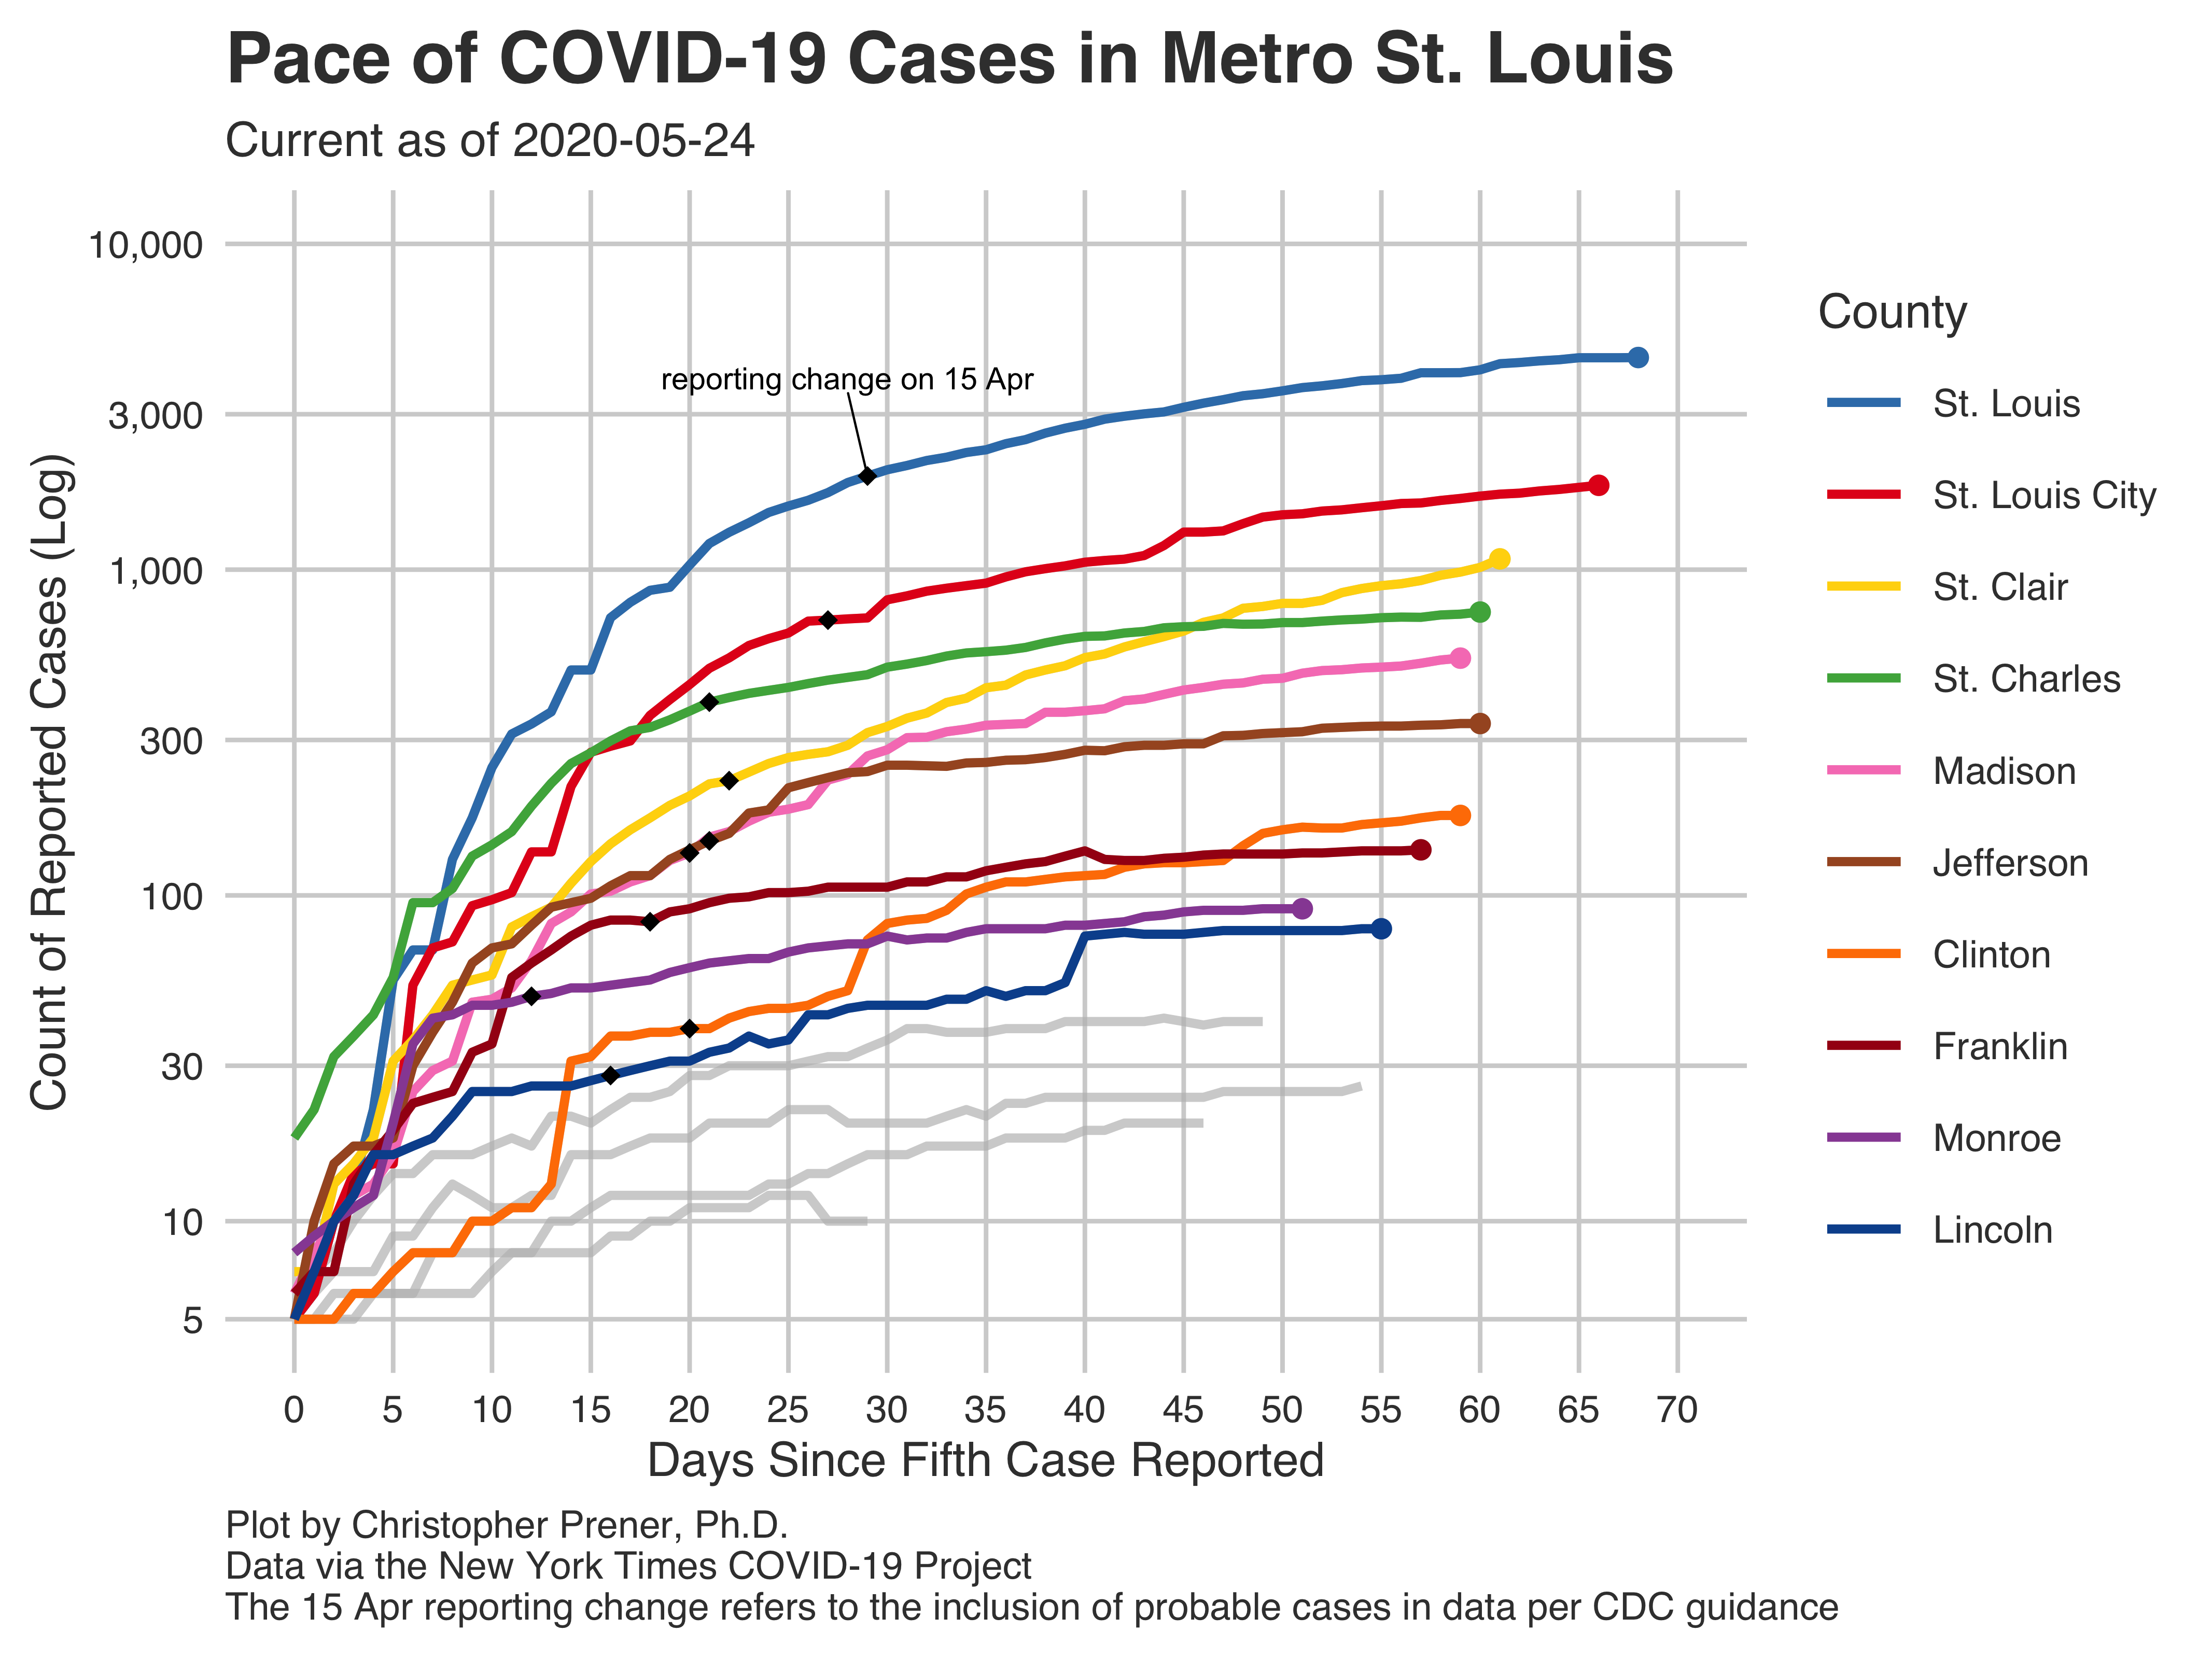 Pace of COVID-19 Cases in Metro St. Louis
Current as of 2020-05-24
Count of Reported Cases (Log)
10,000
3,000
1,000
300
100
30
10
5
reporting change on 15 Apr
0 5 10 15 20 25 30 35 40 45 50 55 60 65 70
Days Since Fifth Case Reported
County
St. Louis
St. Louis City
St. Clair
St. Charles
Madison
Jefferson
Clinton
Franklin
Monroe
Lincoln
Plot by Christopher Prener, Ph.D.
Data via the New York Times COVID-19 Project
The 15 Apr reporting change refers to the inclusion of probable cases in data per CDC guidance